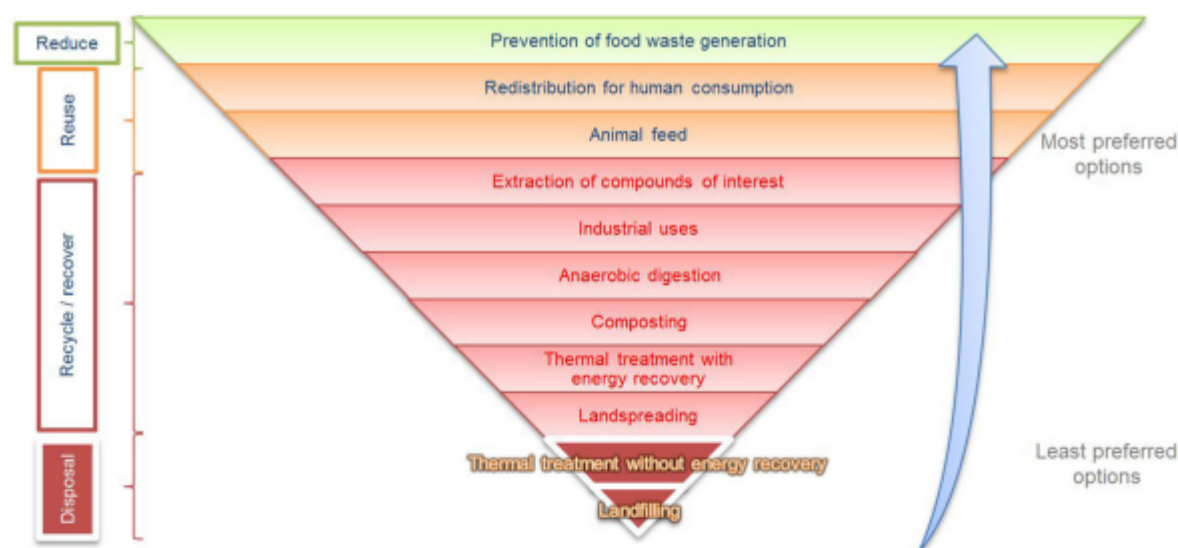 Reduce
Prevention of food waste generation
Reuse
Redistribution for human consumption
Animal feed
Most preferred
options
Recycle / recover
Extraction of compounds of interest
Industrial uses
Anaerobic digestion
Composting
Thermal treatment with
energy recovery
Landspreading
Disposal
Thermal treatment without energy recovery
Landfilling
Least preferred
options